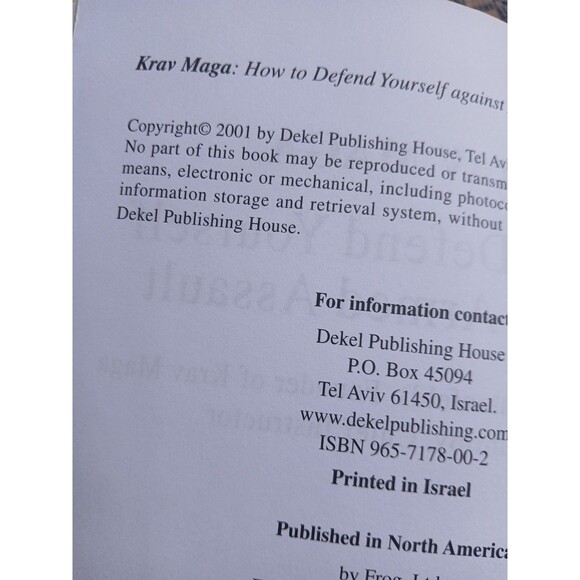 Krav Maga: How to Defend Yourself against
Copyright© 2001 by Dekel Publishing House, Tel Aviv
No part of this book may be reproduced or transm
means, electronic or mechanical, including photoco
information storage and retrieval system, without
Dekel Publishing House.
For information contact
Dekel Publishing House
P.O. Box 45094
Tel Aviv 61450, Israel.
www.dekelpublishing.com
ISBN 965-7178-00-2
Printed in Israel
Published in North America
by Frog, Ltd.